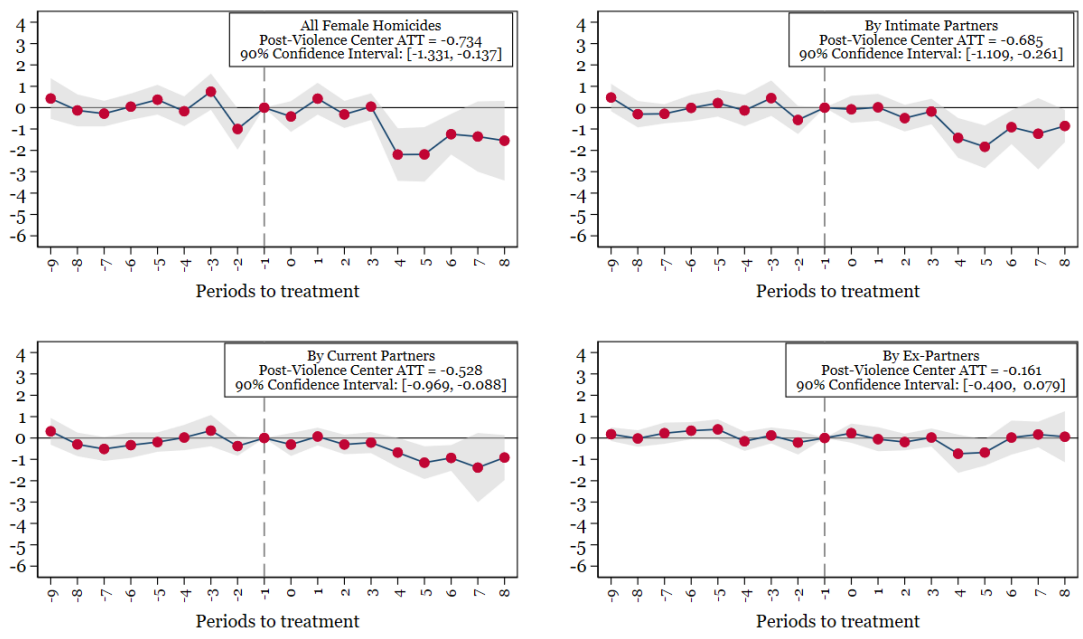 All Female Homicides
Post-Violence Center ATT = -0.734
90% Confidence Interval: [-1.331, -0.137]
4
3
2
1
0
-1
-2
-3
-4
-5
-6
-9 -8 -7 -6 -5 -4 -3 -2 -1 0 1 2 3 4 5 6 7 8
Periods to treatment
By Intimate Partners
Post-Violence Center ATT = -0.685
90% Confidence Interval: [-1.109, -0.261]
4
3
2
1
0
-1
-2
-3
-4
-5
-6
-9 -8 -7 -6 -5 -4 -3 -2 -1 0 1 2 3 4 5 6 7 8
Periods to treatment
By Current Partners
Post-Violence Center ATT = -0.528
90% Confidence Interval: [-0.969, -0.088]
4
3
2
1
0
-1
-2
-3
-4
-5
-6
-9 -8 -7 -6 -5 -4 -3 -2 -1 0 1 2 3 4 5 6 7 8
Periods to treatment
By Ex-Partners
Post-Violence Center ATT = -0.161
90% Confidence Interval: [-0.400, 0.079]
4
3
2
1
0
-1
-2
-3
-4
-5
-6
-9 -8 -7 -6 -5 -4 -3 -2 -1 0 1 2 3 4 5 6 7 8
Periods to treatment